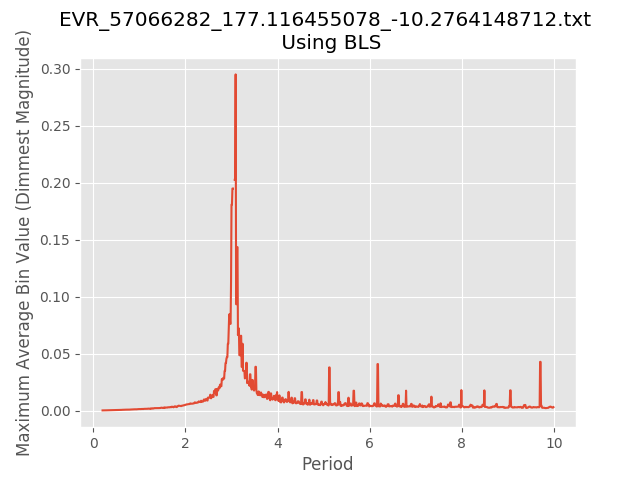 EVR_57066282_177.116455078_-10.2764148712.txt
Using BLS
Maximum Average Bin Value (Dimmest Magnitude)
0.30
0.25
0.20
0.15
0.10
0.05
0.00
0 2 4 6 8 10
Period